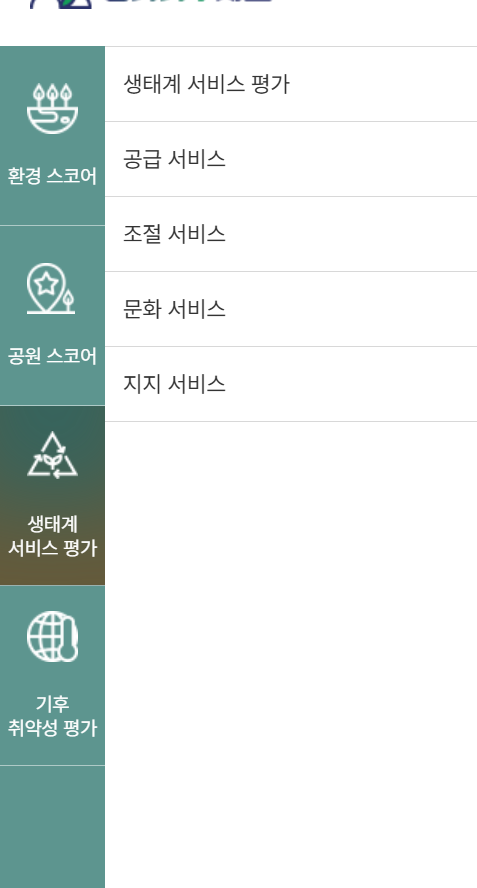 환경 스코어
공원 스코어
생태계
서비스 평가
기후
취약성 평가
생태계 서비스 평가
공급 서비스
조절 서비스
문화 서비스
지지 서비스